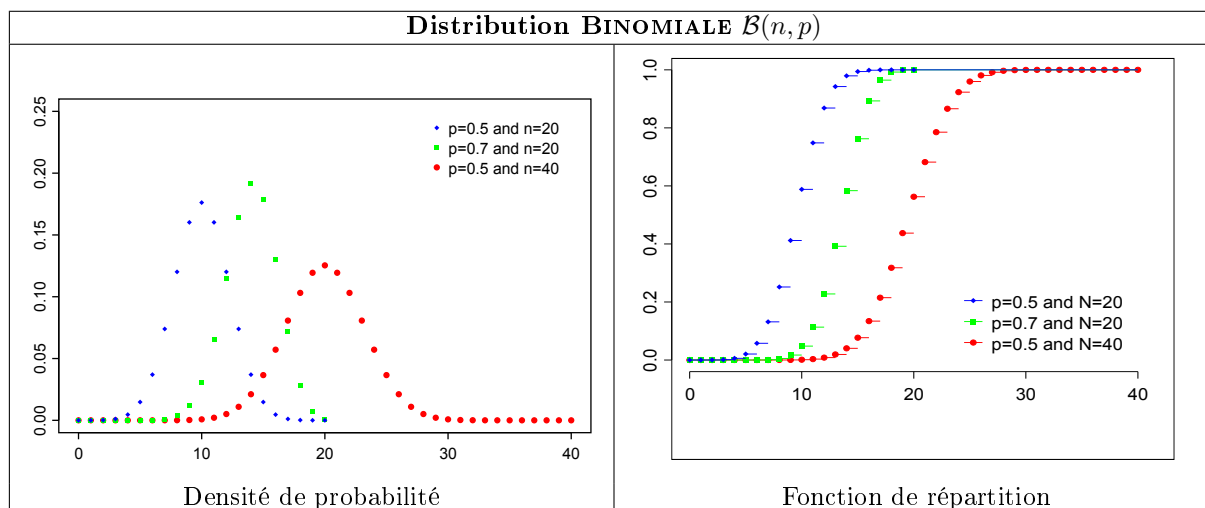 Distribution BINOMIALE B(n, p)
0.25
0.20
0.15
0.10
0.05
0.00
p=0.5 and n=20
p=0.7 and n=20
p=0.5 and n=40
0 10 20 30 40
Densité de probabilité
1.0
0.8
0.6
0.4
0.2
0.0
p=0.5 and N=20
p=0.7 and N=20
p=0.5 and N=40
0 10 20 30 40
Fonction de répartition